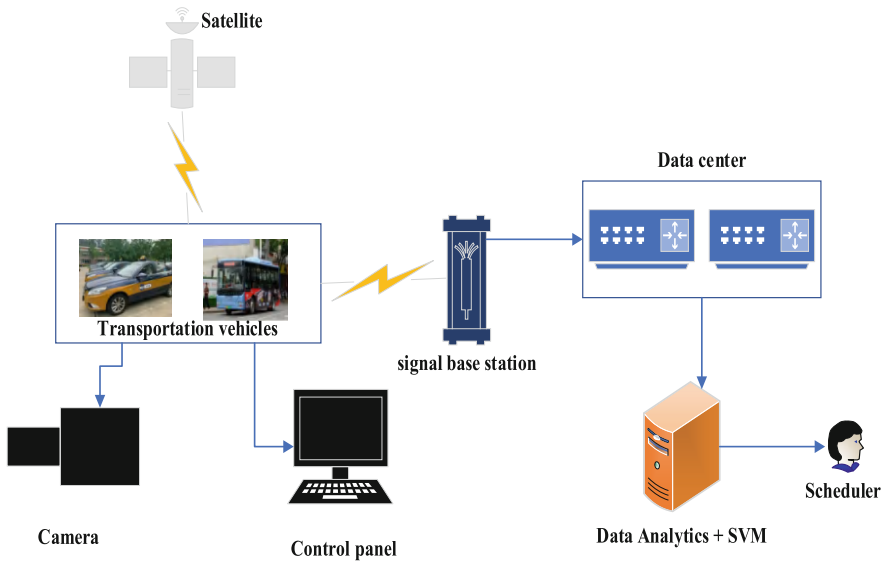 Satellite
Data center
Transportation vehicles
signal base station
Scheduler
Camera
Control panel
Data Analytics + SVM